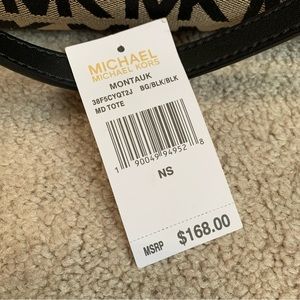 MICHAEL
MICHAEL KORS
MONTAUK
38F5CYQT2J BG/BLK/BLK
MD TOTE
1 90049 94952 8
NS
MSRP $168.00